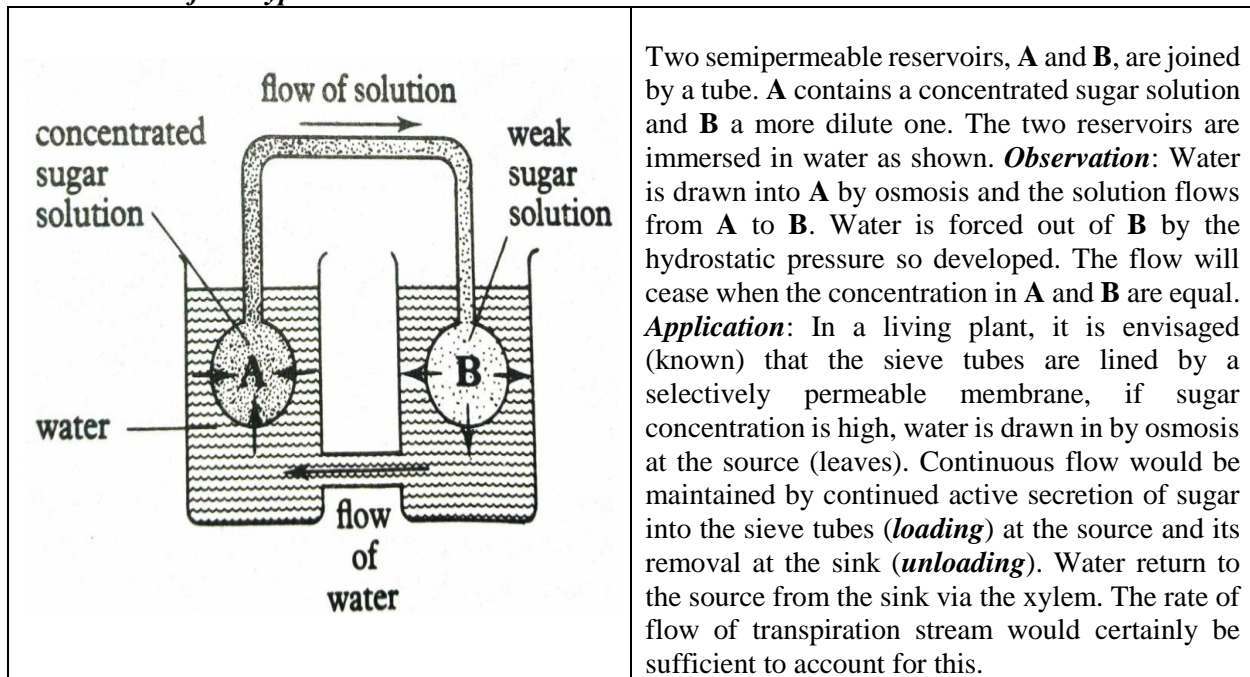 flow of solution
concentrated
sugar
solution
weak
sugar
solution
A
B
water
flow
of
water
Two semipermeable reservoirs, A and B, are joined
by a tube. A contains a concentrated sugar solution
and B a more dilute one. The two reservoirs are
immersed in water as shown. Observation: Water
is drawn into A by osmosis and the solution flows
from A to B. Water is forced out of B by the
hydrostatic pressure so developed. The flow will
cease when the concentration in A and B are equal.
Application: In a living plant, it is envisaged
(known) that the sieve tubes are lined by a
selectively permeable membrane, if sugar
concentration is high, water is drawn in by osmosis
at the source (leaves). Continuous flow would be
maintained by continued active secretion of sugar
into the sieve tubes (loading) at the source and its
removal at the sink (unloading). Water return to
the source from the sink via the xylem. The rate of
flow of transpiration stream would certainly be
sufficient to account for this.